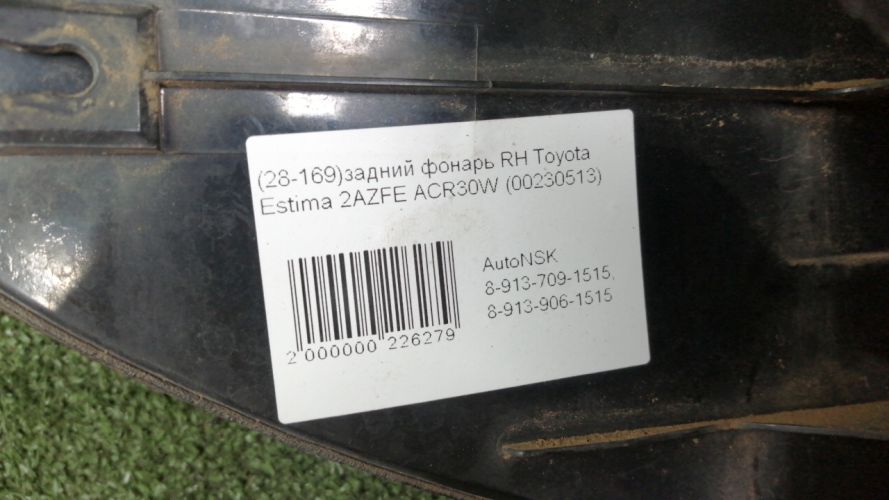 (28-169)задний фонарь RH Toyota
Estima 2AZFE ACR30W (00230513)
AutoNSK
8-913-709-1515,
8-913-906-1515
2 000000 226279